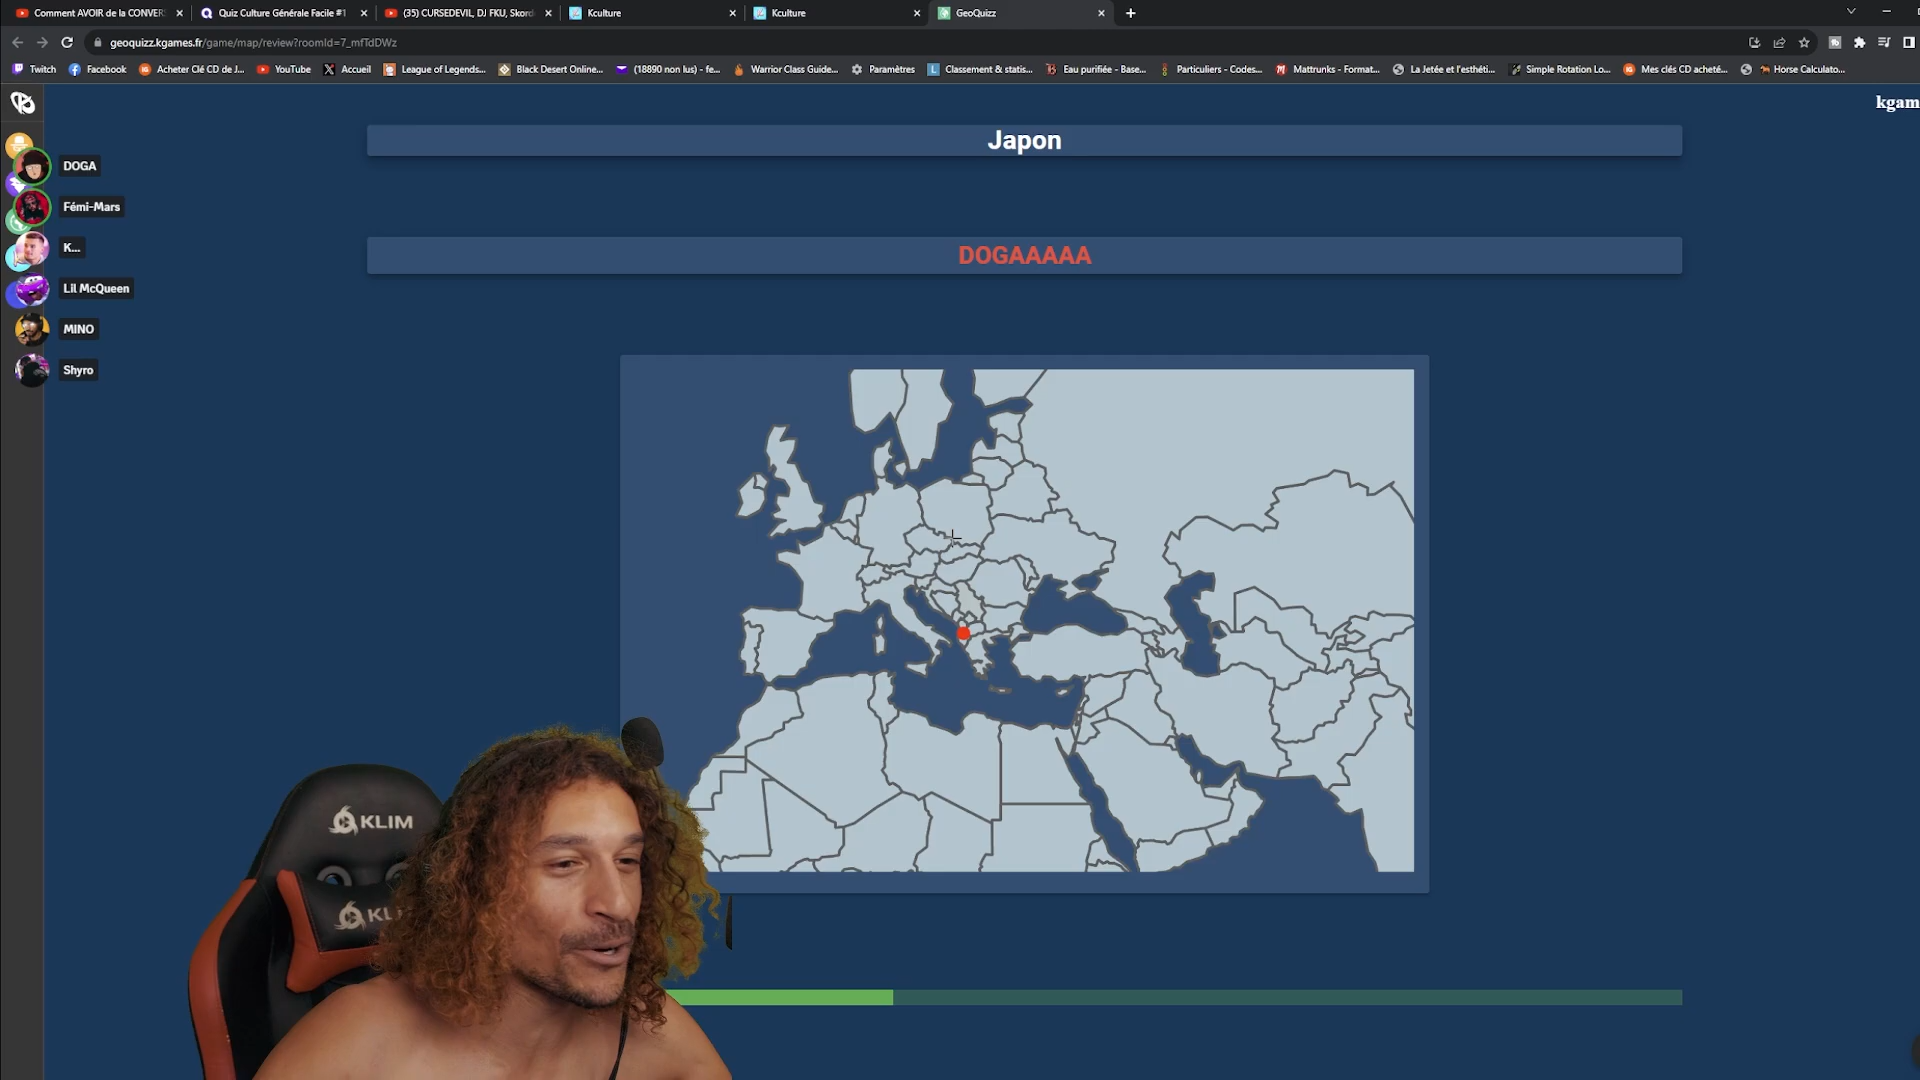 Comment AVOIR de la CONVER
Quiz Culture Générale Facile #1
(35) CURSEDEVIL, DJ FKU, Skord
Kculture
Kculture
GeoQuizz
geoquizz.kgames.fr/game/map/review?roomId=7_mfTdDWz
Twitch
Facebook
Acheter Clé CD de J...
YouTube
Accueil
League of Legends...
Black Desert Online...
(18890 non lus) - fe...
Warrior Class Guide...
Paramètres
Classement & statis...
Eau purifiée - Base...
Particuliers - Codes...
Mattrunks - Format...
La Jetée et l'esthéti...
Simple Rotation Lo...
Mes clés CD acheté...
Horse Calculato...
kgam
Japon
DOGA
Fémi-Mars
K...
DOGAAAAA
Lil McQueen
MINO
Shyro
KLIM
KL